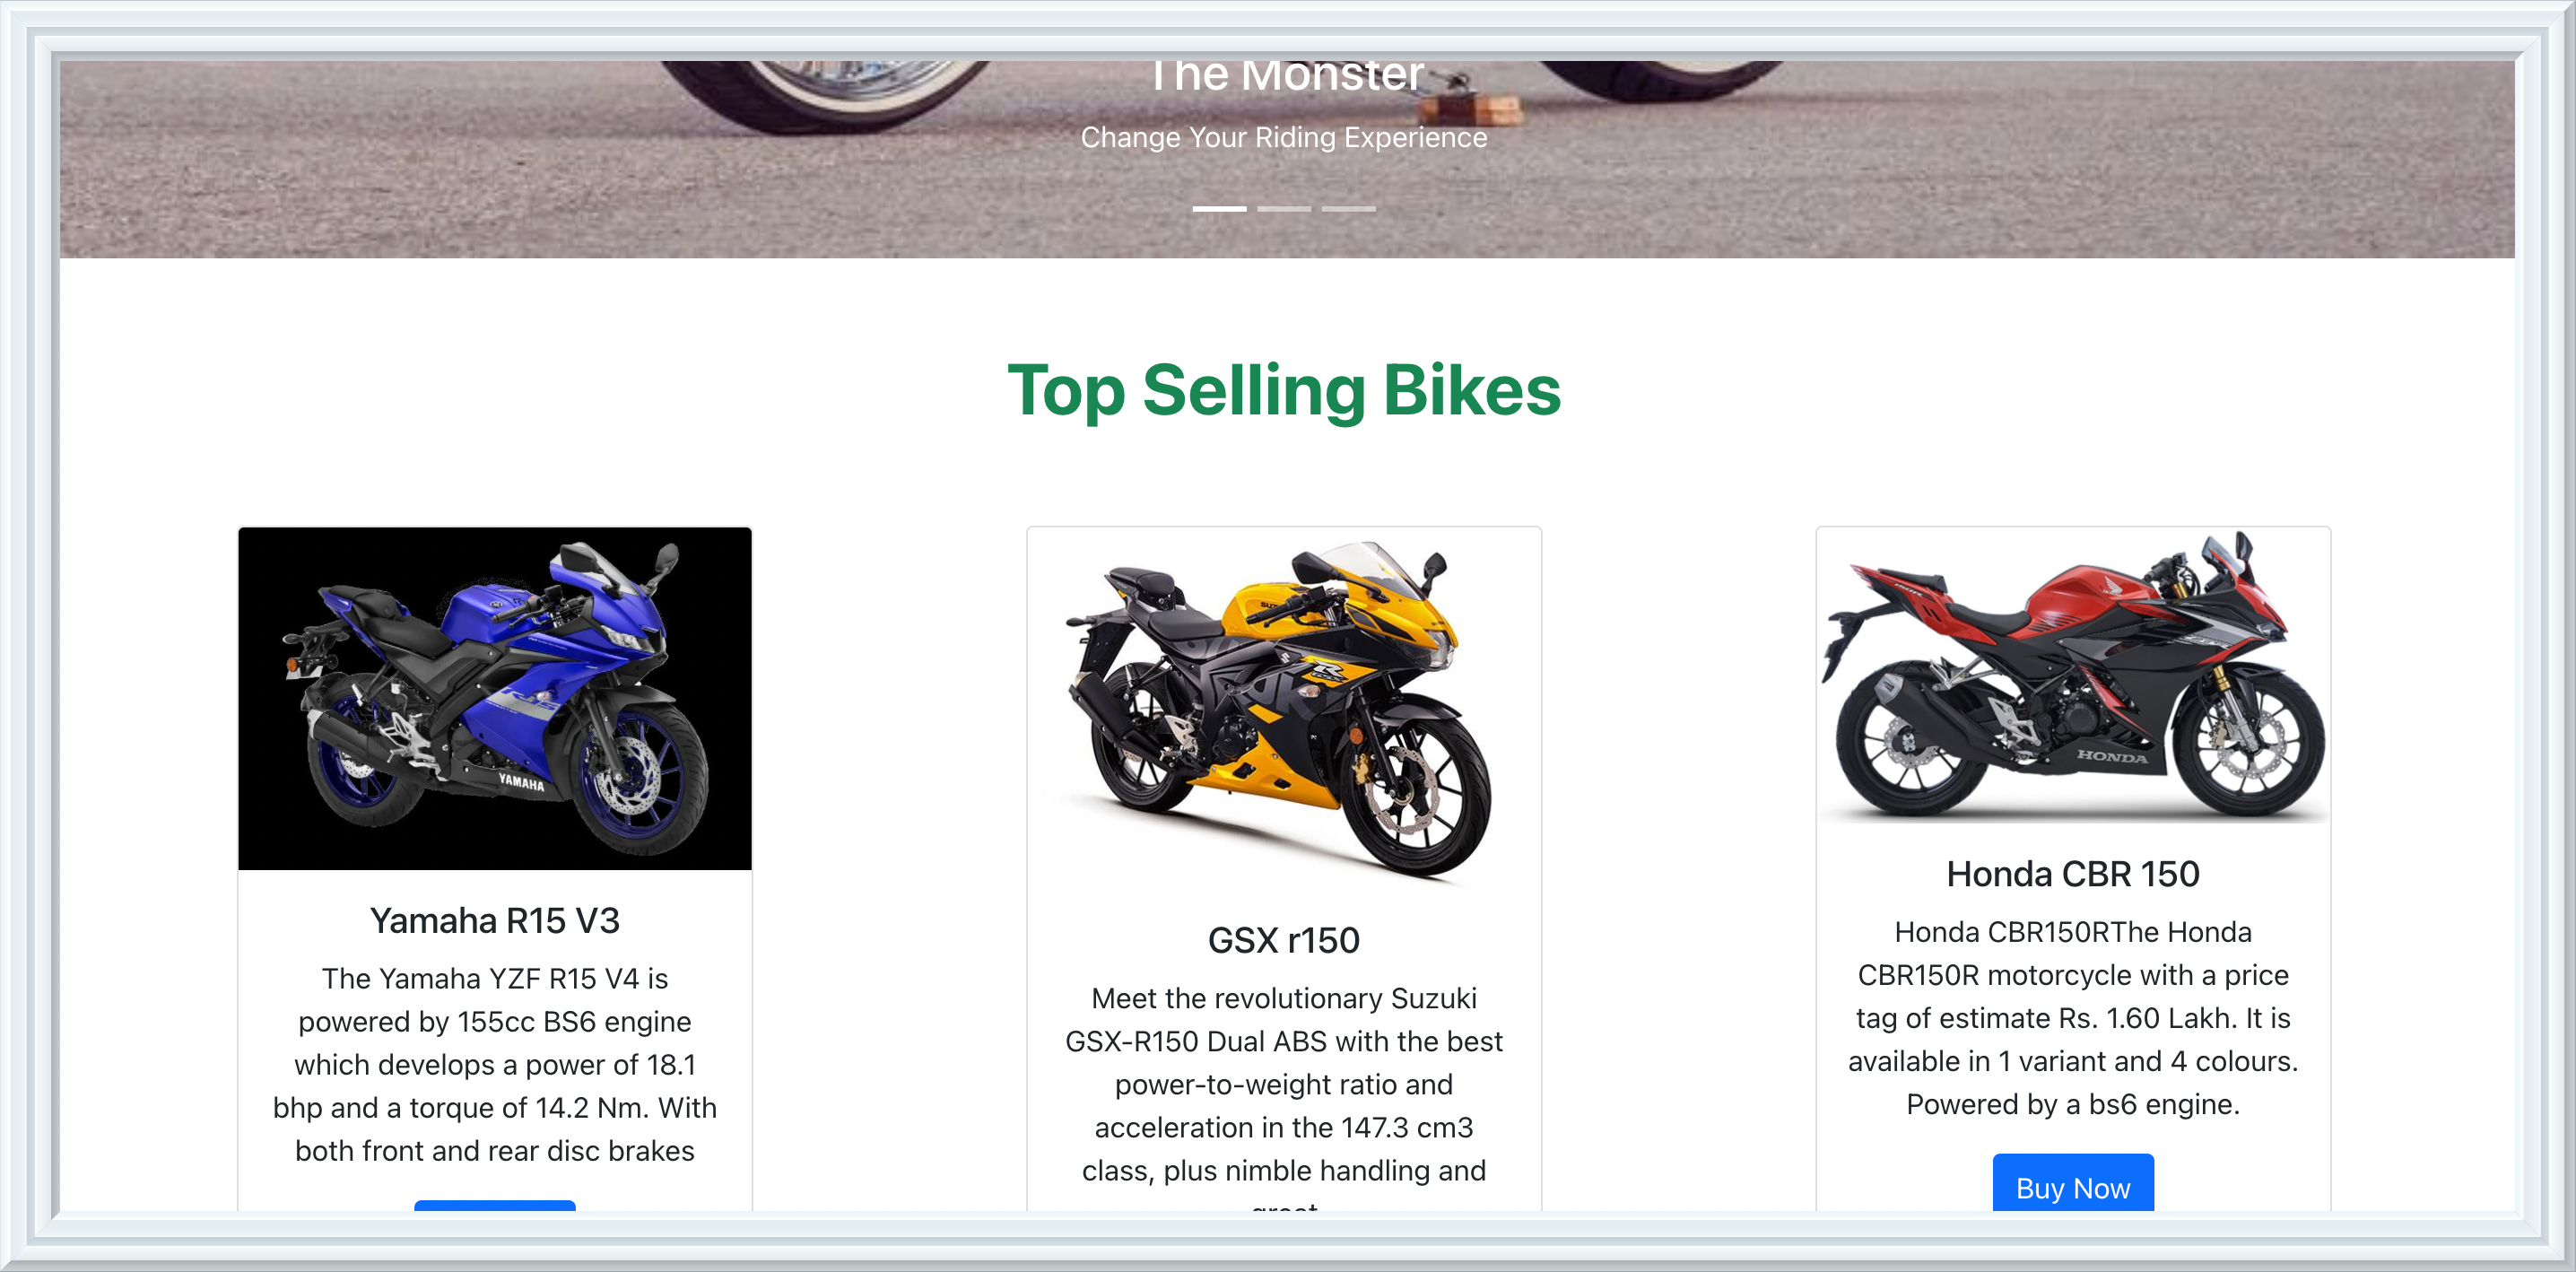 The Monster
Change Your Riding Experience
Top Selling Bikes
YAMAHA
Yamaha R15 V3
The Yamaha YZF R15 V4 is
powered by 155cc BS6 engine
which develops a power of 18.1
bhp and a torque of 14.2 Nm. With
both front and rear disc brakes
GSX r150
Meet the revolutionary Suzuki
GSX-R150 Dual ABS with the best
power-to-weight ratio and
acceleration in the 147.3 cm3
class, plus nimble handling and
HONDA
Honda CBR 150
Honda CBR150RThe Honda
CBR150R motorcycle with a price
tag of estimate Rs. 1.60 Lakh. It is
available in 1 variant and 4 colours.
Powered by a bs6 engine.
Buy Now